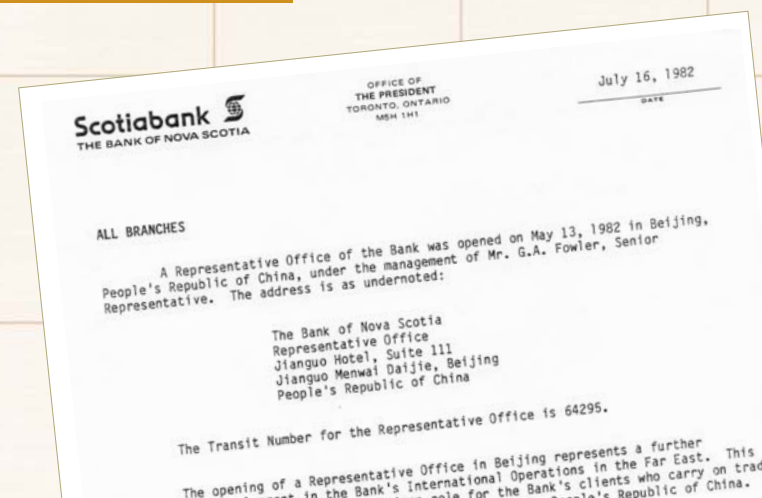 Scotiabank
THE BANK OF NOVA SCOTIA
OFFICE OF
THE PRESIDENT
TORONTO, ONTARIO
M5H 1H1
July 16, 1982
DATE
ALL BRANCHES
A Representative Office of the Bank was opened on May 13, 1982 in Beijing,
People's Republic of China, under the management of Mr. G.A. Fowler, Senior
Representative. The address is as undernoted:
The Bank of Nova Scotia
Representative Office
Jianguo Hotel, Suite 111
Jianguo Menwai Daijie, Beijing
People's Republic of China
The Transit Number for the Representative Office is 64295.
The opening of a Representative Office in Beijing represents a further
in the Bank's International Operations in the Far East. This
role for the Bank's clients who carry on trad
People's Republic of China.